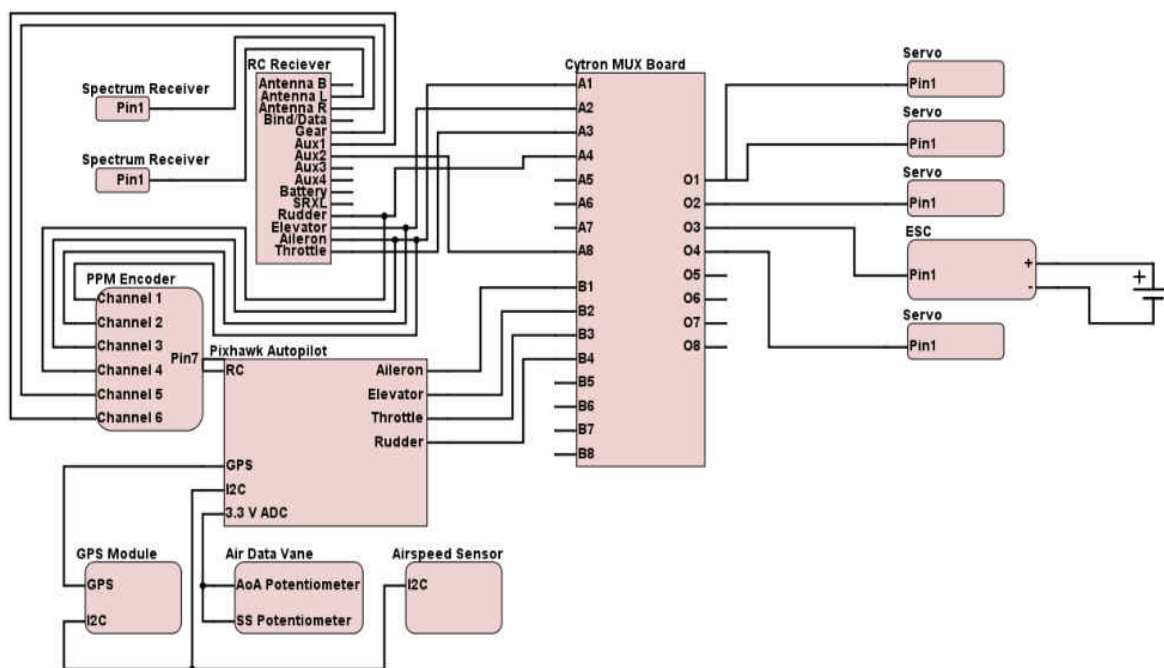 Spectrum Receiver
Pin1
Spectrum Receiver
Pin1
RC Reciever
Antenna B
Antenna L
Antenna R
Bind/Data
Gear
Aux1
Aux2
Aux3
Aux4
Battery
SRXL
Rudder
Elevator
Aileron
Throttle
PPM Encoder
Channel 1
Channel 2
Channel 3
Channel 4
Channel 5
Channel 6
Pin7
Pixhawk Autopilot
RC
GPS
I2C
3.3 V ADC
Aileron
Elevator
Throttle
Rudder
GPS Module
GPS
I2C
Air Data Vane
AoA Potentiometer
SS Potentiometer
Airspeed Sensor
I2C
Cytron MUX Board
A1
A2
A3
A4
A5
A6
A7
A8
B1
B2
B3
B4
B5
B6
B7
B8
O1
O2
O3
O4
O5
O6
O7
O8
Servo
Pin1
Servo
Pin1
Servo
Pin1
ESC
Pin1
+
-
+
Servo
Pin1